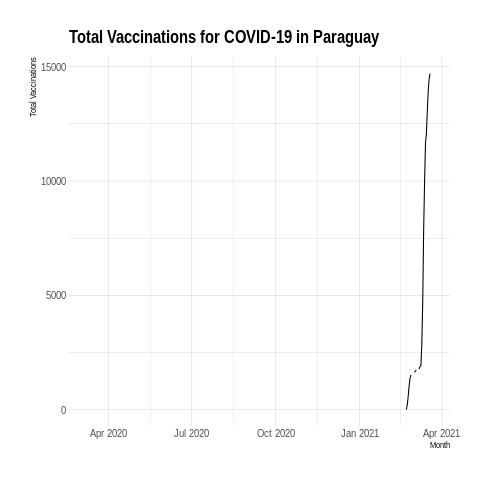 Total Vaccinations for COVID-19 in Paraguay
Total Vaccinations
15000
10000
5000
0
Apr 2020 Jul 2020 Oct 2020 Jan 2021 Apr 2021
Month